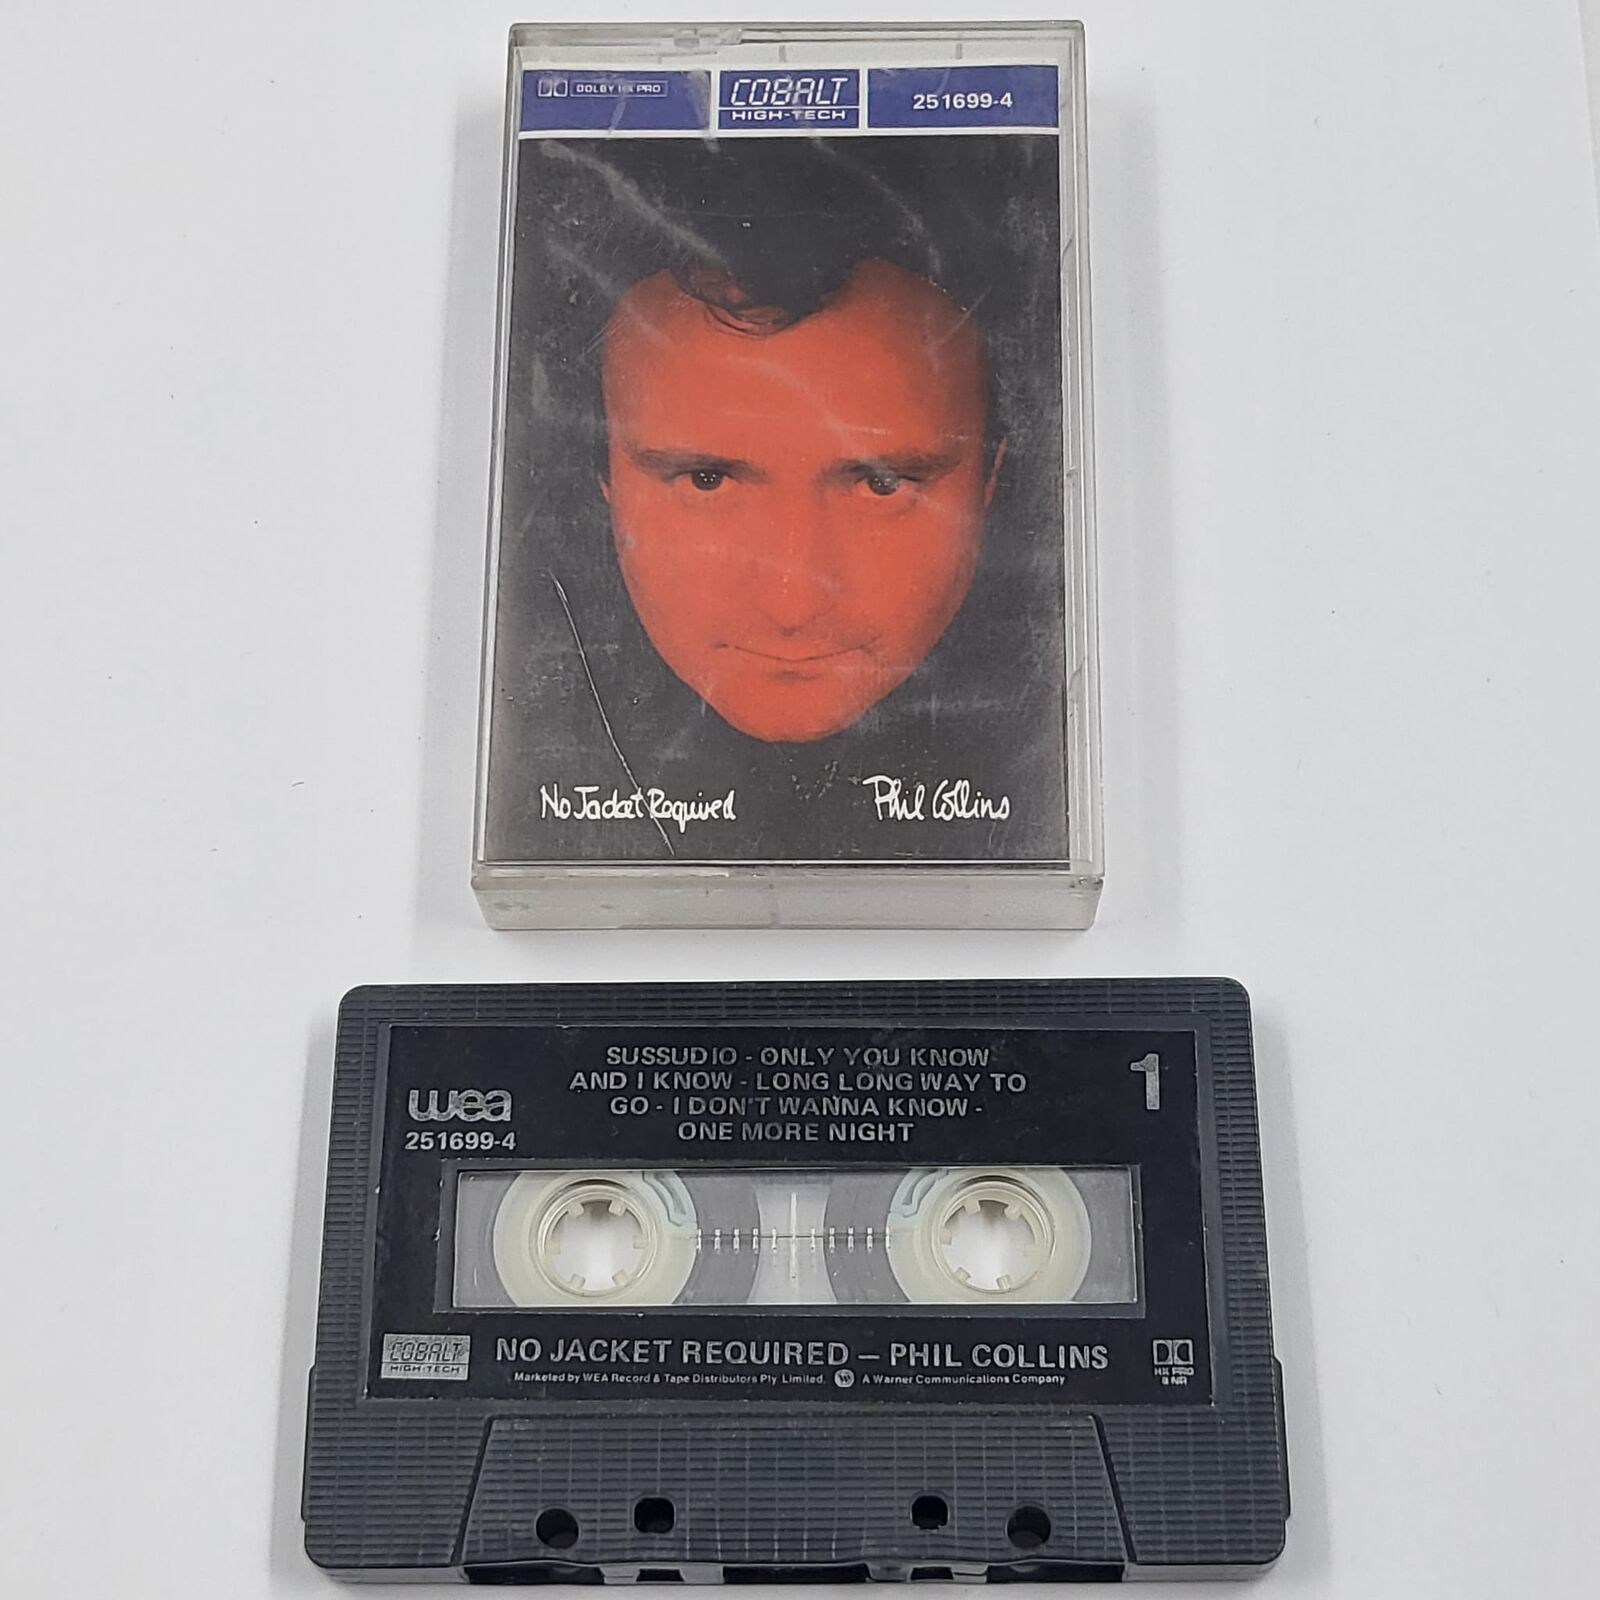 DOLBY HX PRO
COBALT
HIGH-TECH
251699-4
No Jacket Required
Phil Collins
SUSSUDIO - ONLY YOU KNOW
AND I KNOW - LONG LONG WAY TO
GO - I DON'T WANNA KNOW -
ONE MORE NIGHT
1
wea
251699-4
COBALT
HIGH-TECH
NO JACKET REQUIRED – PHIL COLLINS
Marketed by WEA Record & Tape Distributors Pty. Limited. W A Warner Communications Company
HX PRO
B NR